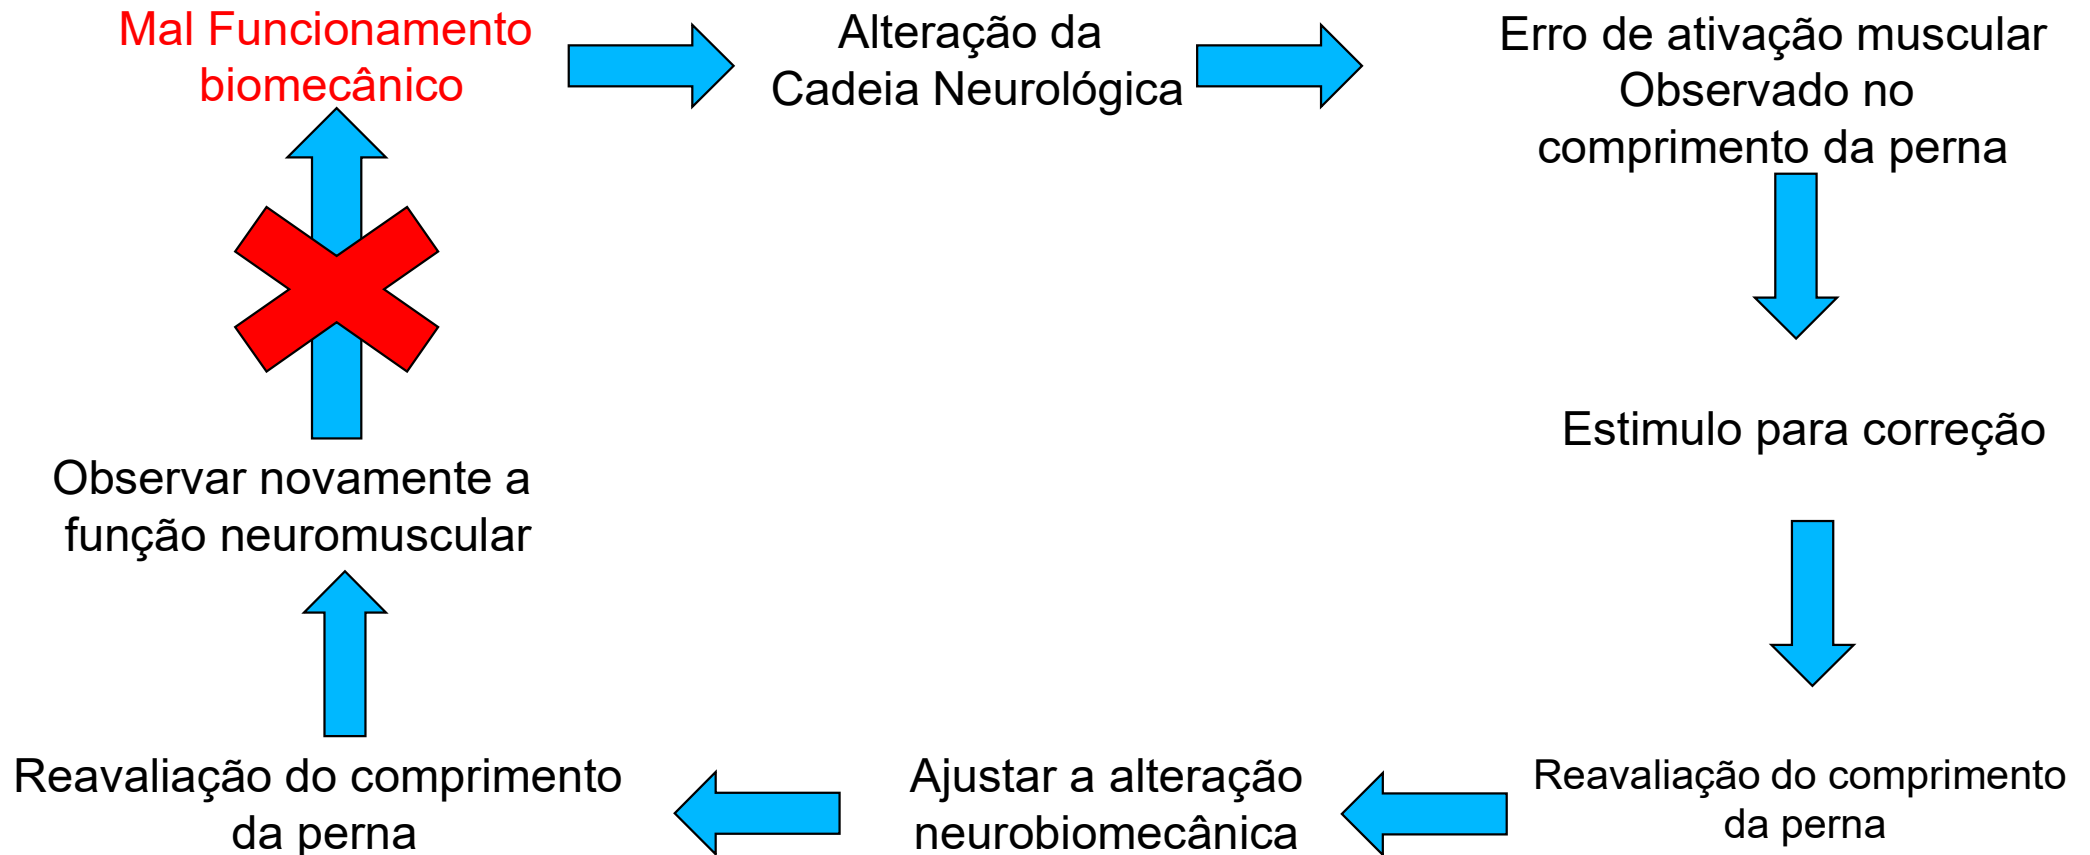 Mal Funcionamento
biomecânico
Alteração da
Cadeia Neurológica
Erro de ativação muscular
Observado no
comprimento da perna
Estimulo para correção
Reavaliação do comprimento
da perna
Ajustar a alteração
neurobiomecânica
Reavaliação do comprimento
da perna
Observar novamente a
função neuromuscular